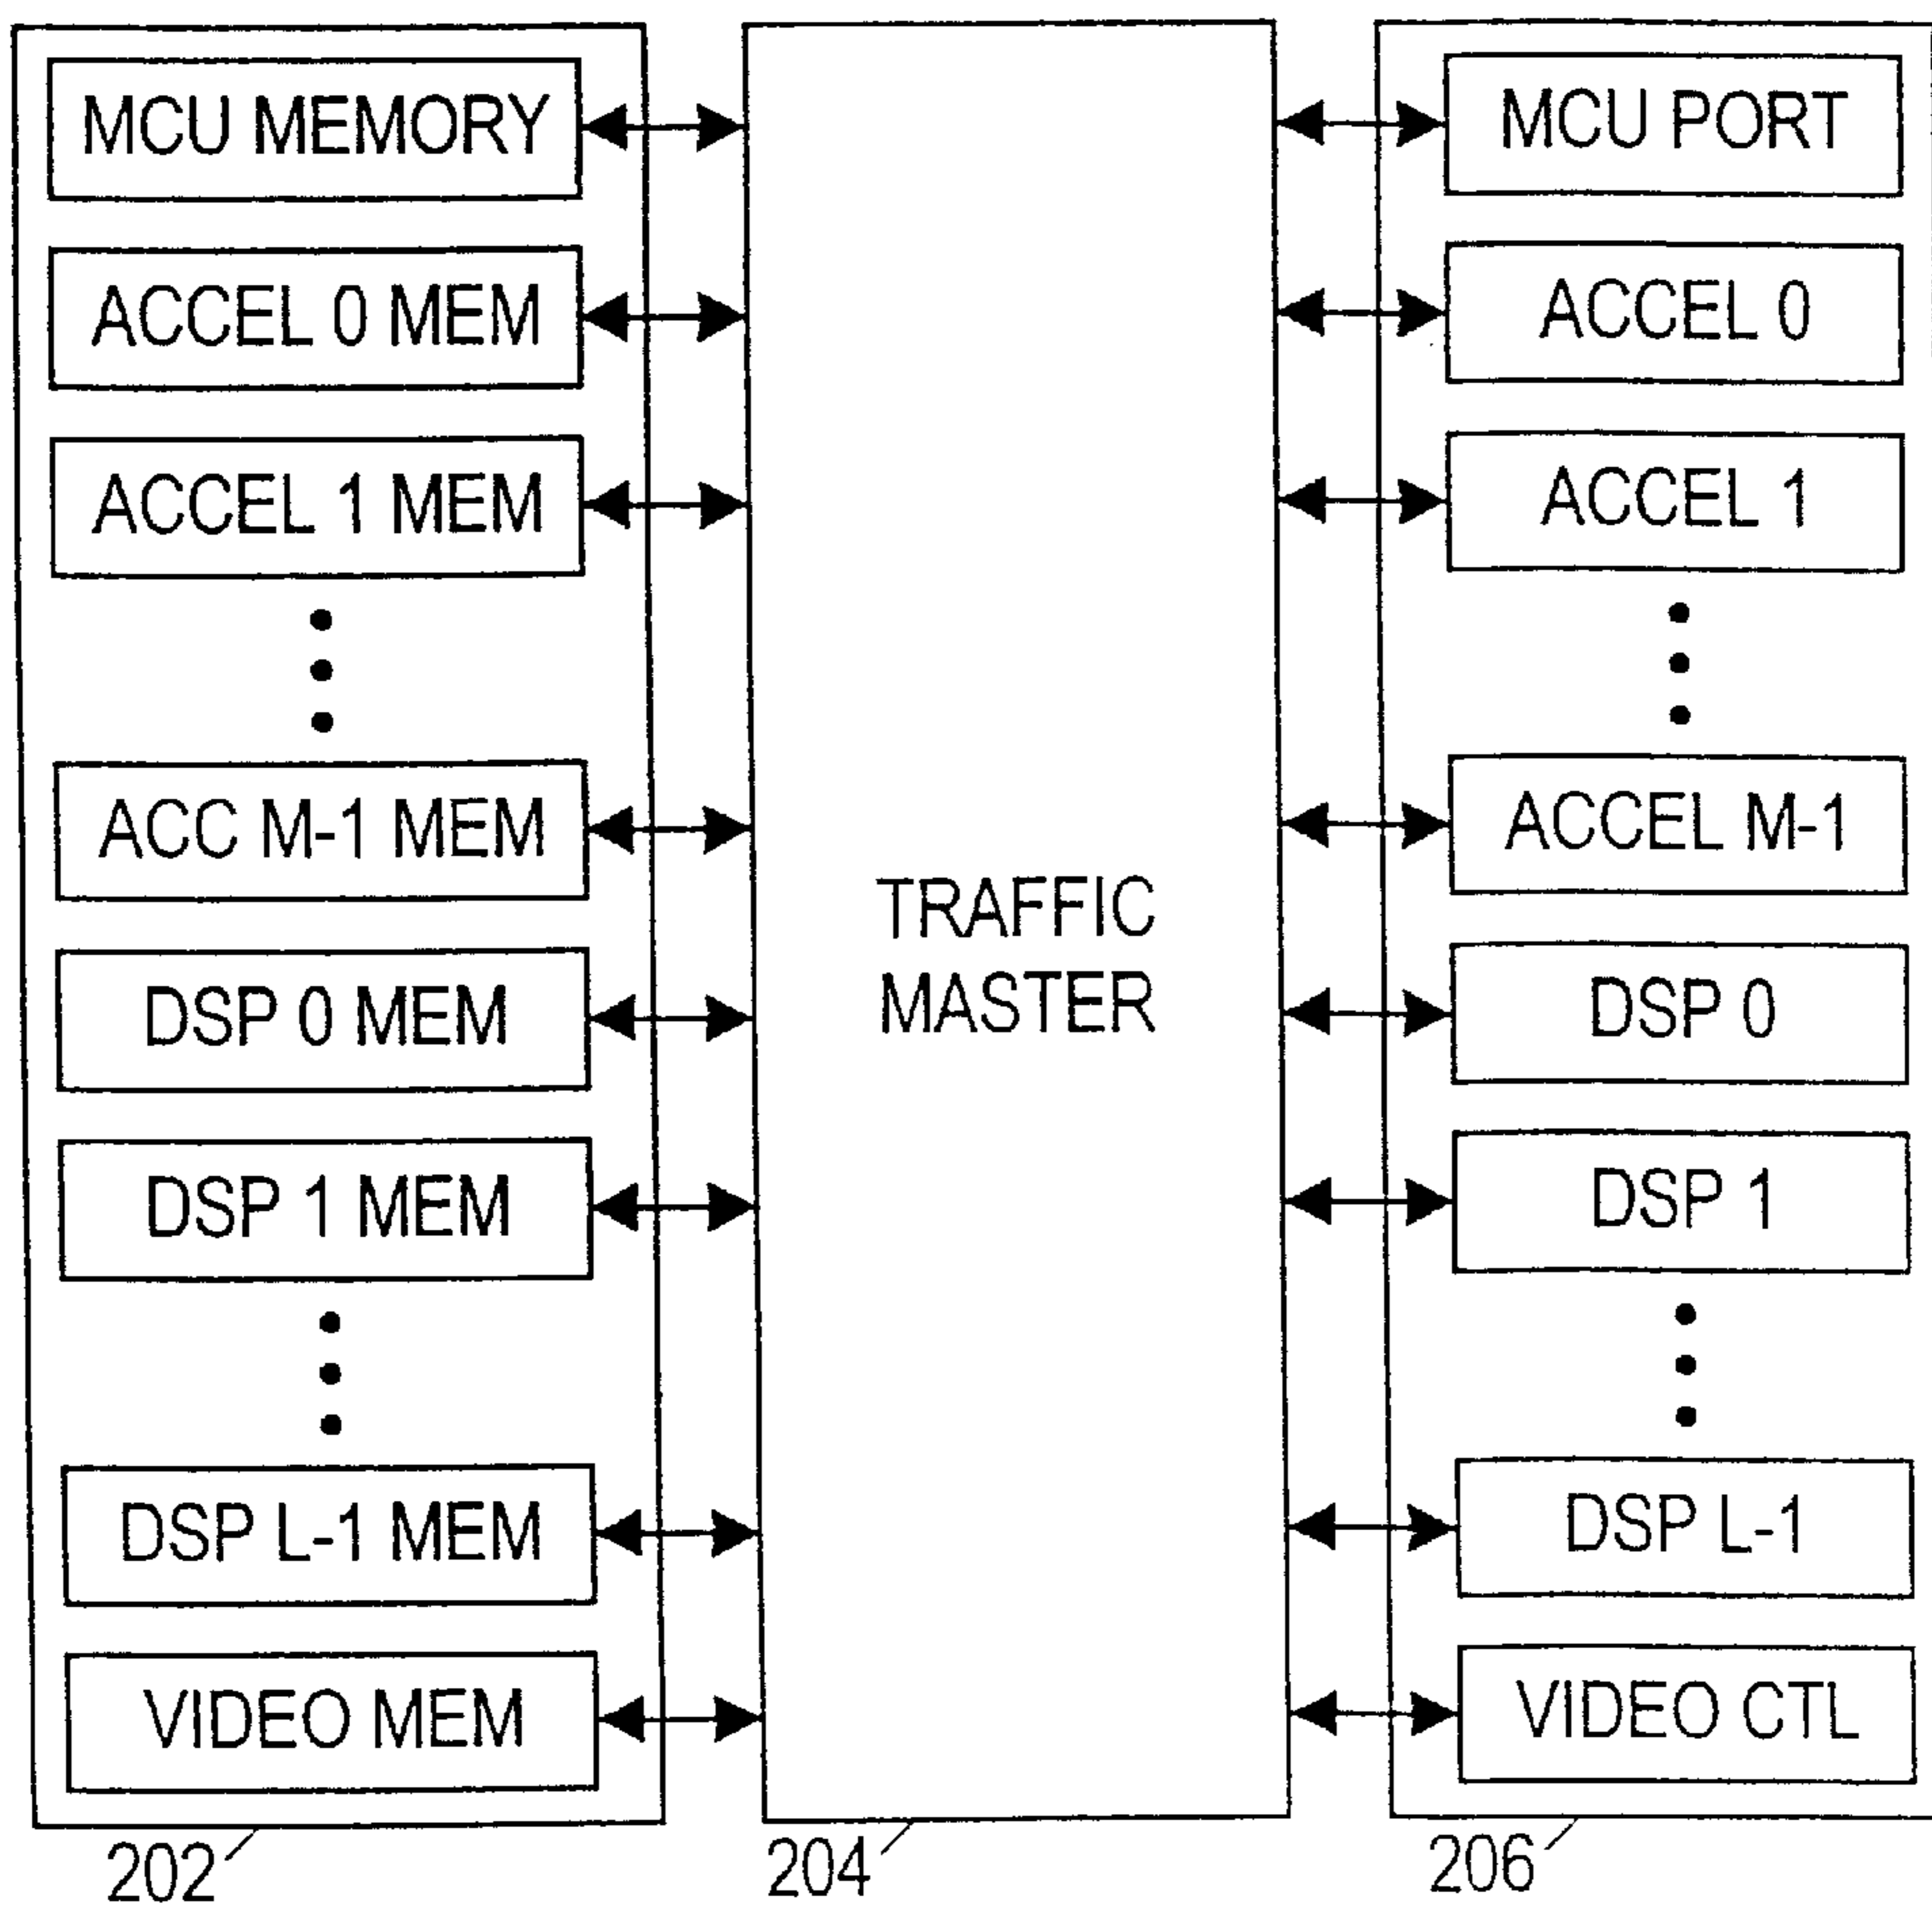 MCU MEMORY
ACCEL 0 MEM
ACCEL 1 MEM
ACC M-1 MEM
DSP 0 MEM
DSP 1 MEM
DSP L-1 MEM
VIDEO MEM
202
TRAFFIC
MASTER
204
MCU PORT
ACCEL 0
ACCEL 1
ACCEL M-1
DSP 0
DSP 1
DSP L-1
VIDEO CTL
206